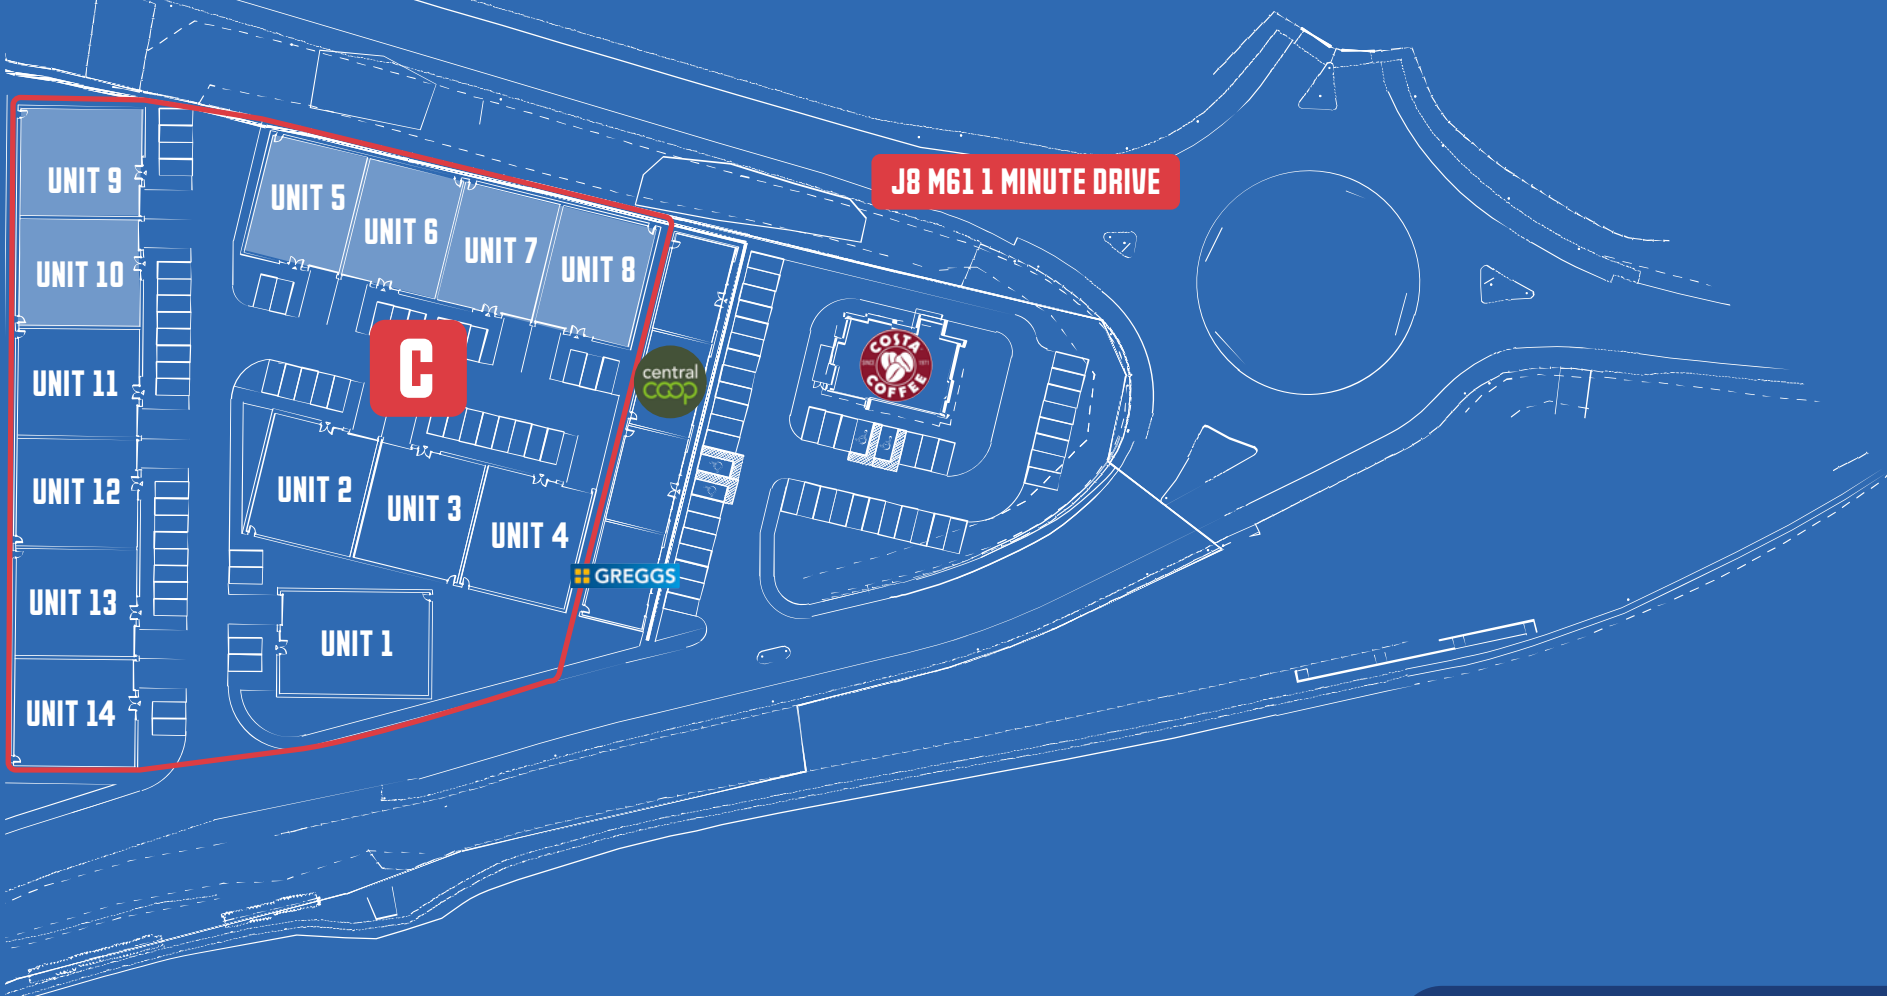 J8 M61 1 MINUTE DRIVE
UNIT 9
UNIT 5
UNIT 6
UNIT 7
UNIT 8
UNIT 10
C
COSTA
SINCE 1971
COFFEE
central
coop
UNIT 11
UNIT 12
UNIT 2
UNIT 3
UNIT 4
GREGGS
UNIT 13
UNIT 1
UNIT 14